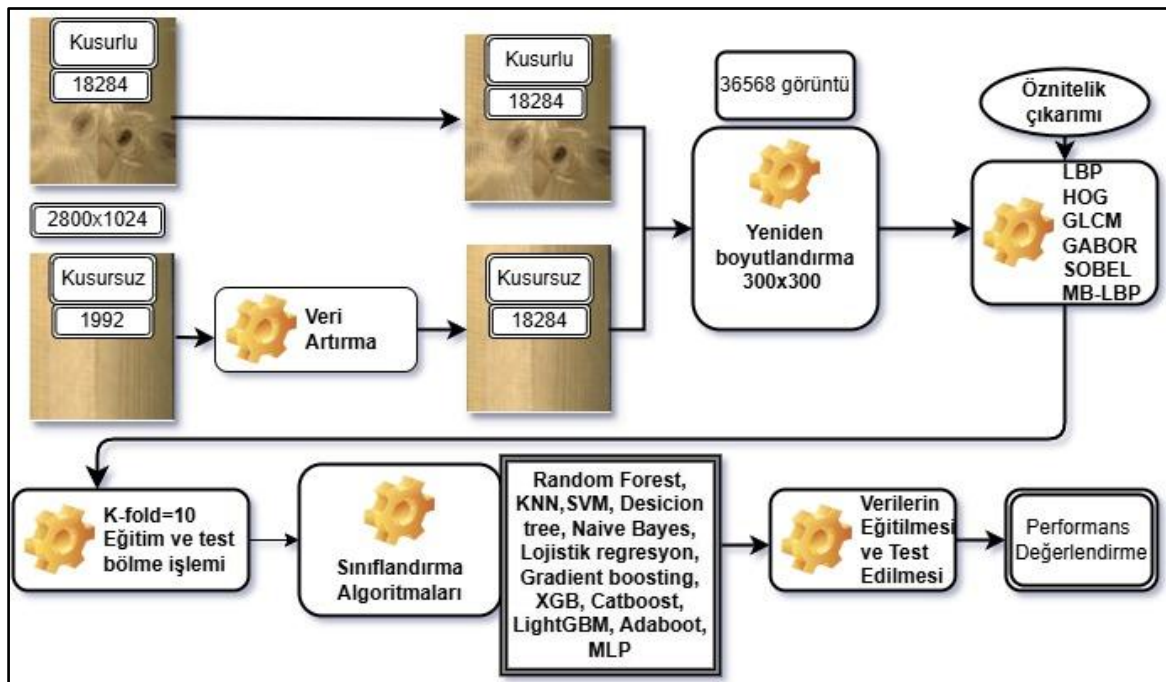 Kusurlu
18284
2800x1024
Kusursuz
1992
Veri
Artırma
Kusurlu
18284
Kusursuz
18284
36568 görüntü
Yeniden
boyutlandırma
300x300
Öznitelik
çıkarımı
LBP
HOG
GLCM
GABOR
SOBEL
MB-LBP
K-fold=10
Eğitim ve test
bölme işlemi
Sınıflandırma
Algoritmaları
Random Forest,
KNN,SVM, Desicion
tree, Naive Bayes,
Lojistik regresyon,
Gradient boosting,
XGB, Catboost,
LightGBM, Adaboot,
MLP
Verilerin
Eğitilmesi
ve Test
Edilmesi
Performans
Değerlendirme